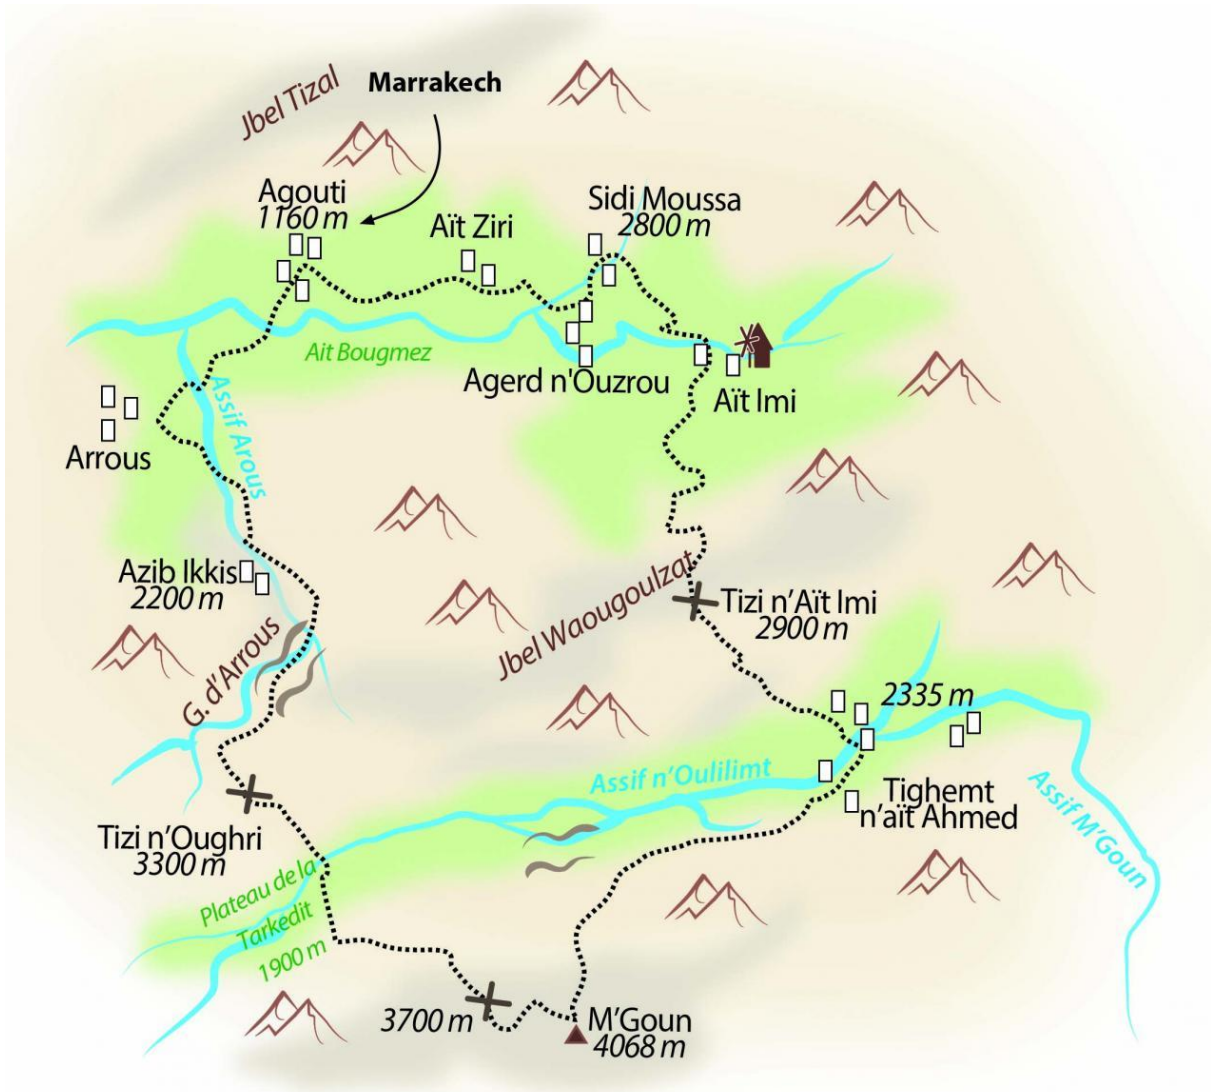 Jbel Tizal
Marrakech
Agouti
1160 m
Aït Ziri
Sidi Moussa
2800 m
Ait Bougmez
Agerd n'Ouzrou
Aït Imi
Assif Arous
Arrous
Azib Ikkis
2200 m
Jbel Waougoulzat
Tizi n'Aït Imi
2900 m
G. d'Arrous
2335 m
Assif n'Oulilimt
Tighemt
n'aït Ahmed
Assif M'Goun
Tizi n'Oughri
3300 m
Plateau de la
Tarkedit
1900 m
3700 m
M'Goun
4068 m